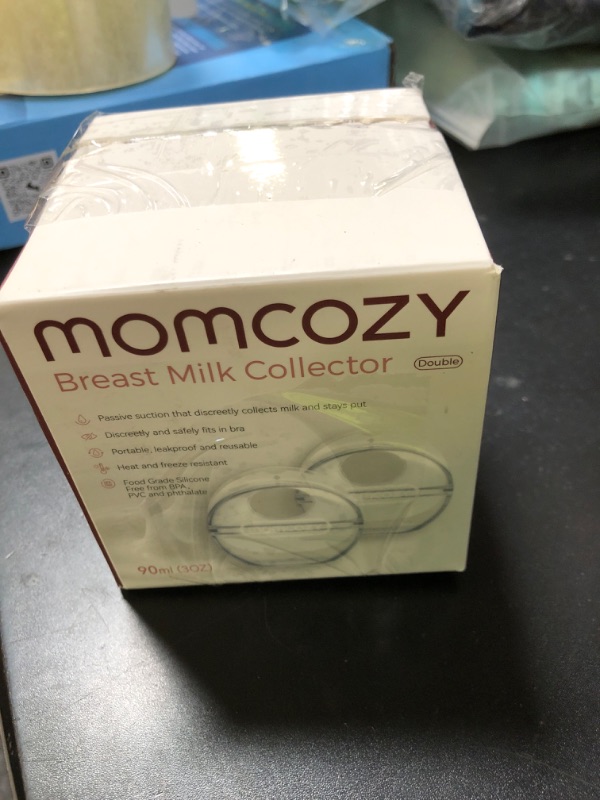 momcozy
Breast Milk Collector Double
Passive suction that discreetly collects milk and stays put
Discreetly and safely fits in bra
Portable, leakproof and reusable
Heat and freeze resistant
Food Grade Silicone
Free from BPA,
PVC and phthalate
90ml (3OZ)